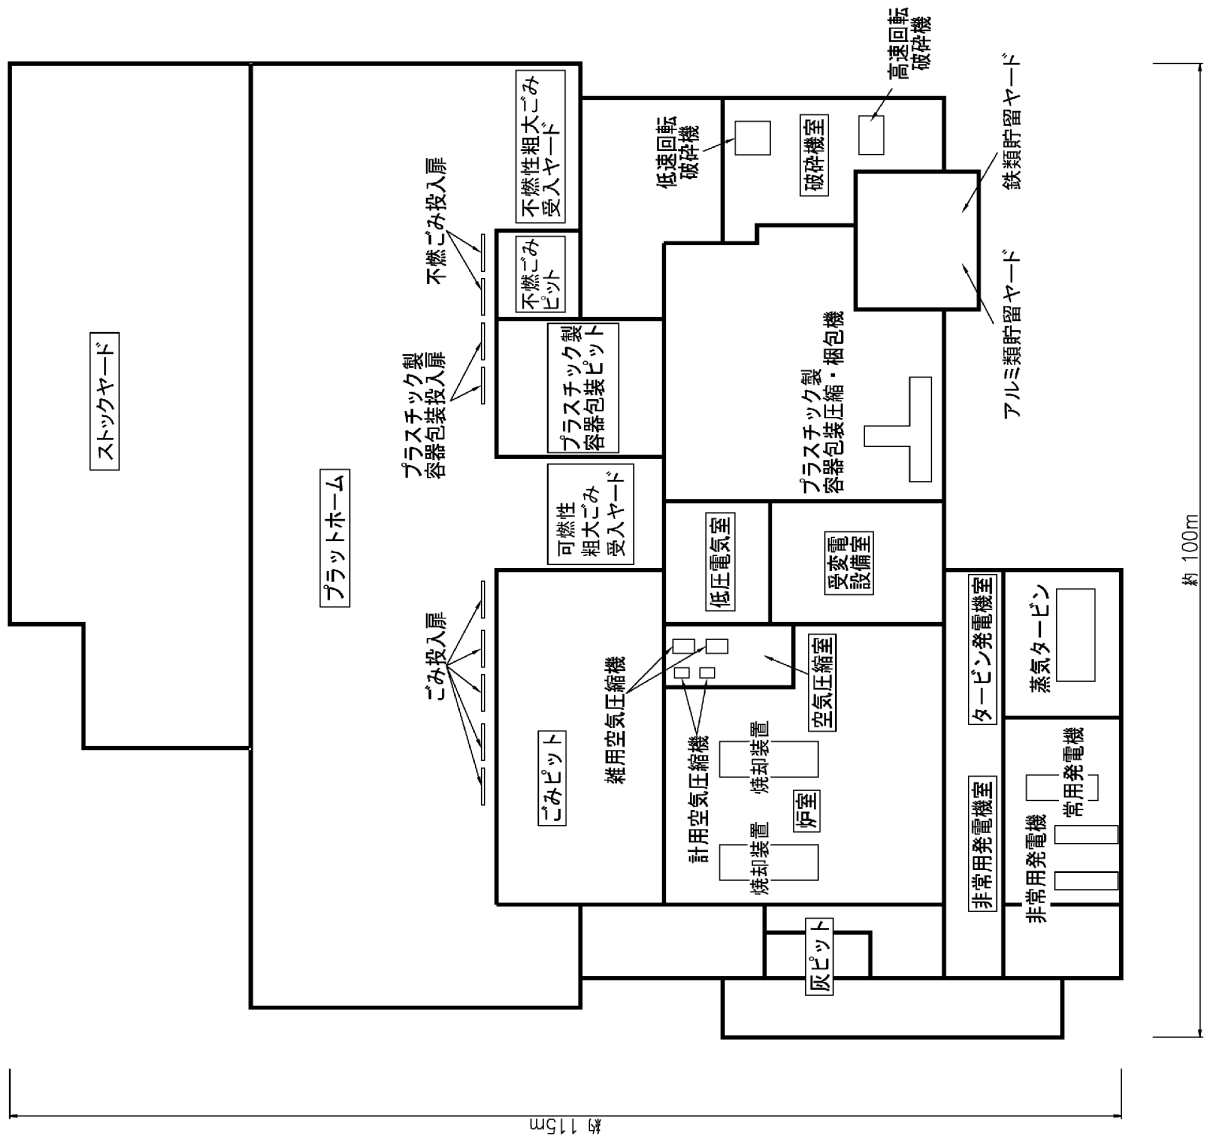 ストックヤード
プラットホーム
ごみ投入扉
プラスチック製
容器包装投入扉
不燃ごみ投入扉
ごみピット
可燃性
粗大ごみ
受入ヤード
プラスチック製
容器包装ピット
不燃ごみ
ピット
不燃性粗大ごみ
受入ヤード
雑用空気圧縮機
計用空気圧縮機
焼却装置
焼却装置
炉室
空気圧縮室
低圧電気室
受変電
設備室
プラスチック製
容器包装圧縮・梱包機
低速回転
破砕機
破砕機室
高速回転
破砕機
灰ピット
非常用発電機室
タービン発電機室
非常用発電機
常用発電機
蒸気タービン
アルミ類貯留ヤード
鉄類貯留ヤード
約 100m
約 115m